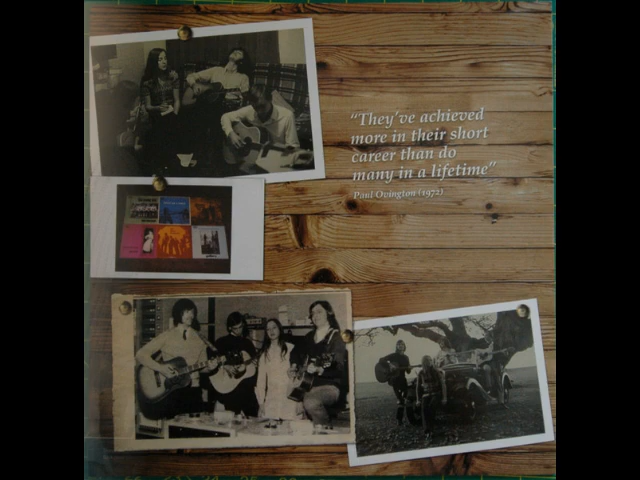 “They’ve achieved
more in their short
career than do
many in a lifetime”
Paul Ovington (1972)